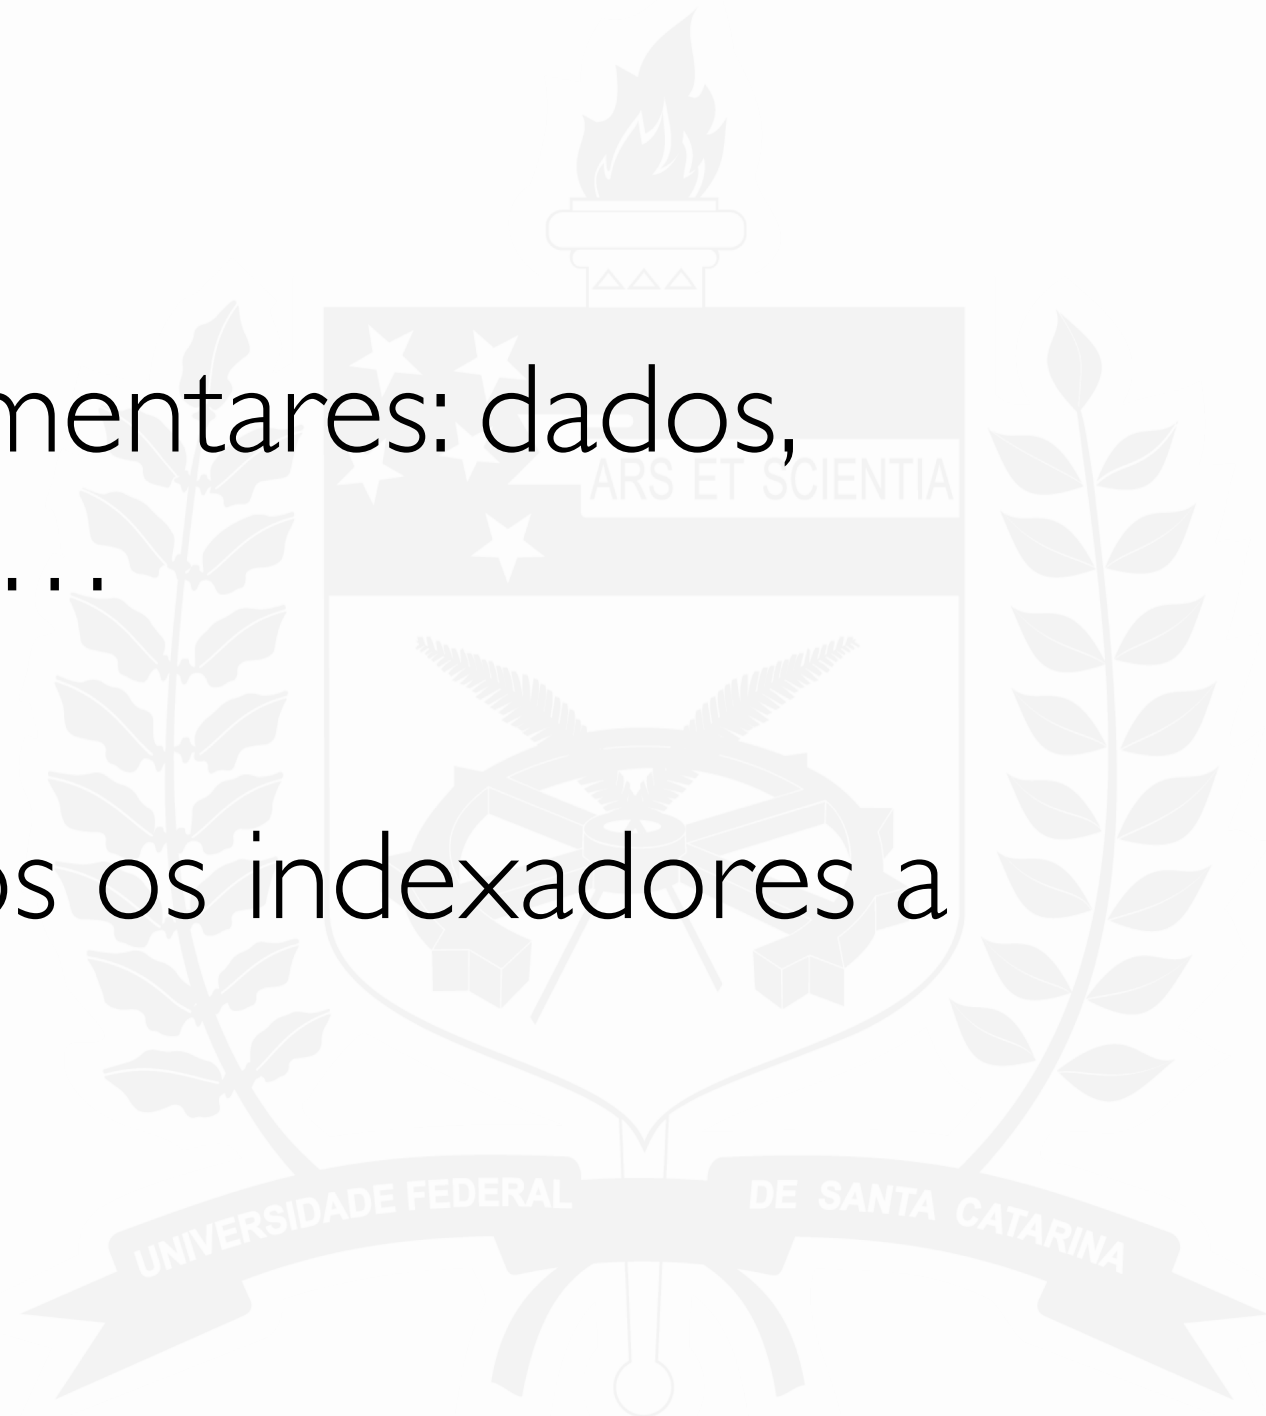 mentares: dados,
ARS ET SCIENTIA
...
os os indexadores a
UNIVERSIDADE FEDERAL DE SANTA CATARINA